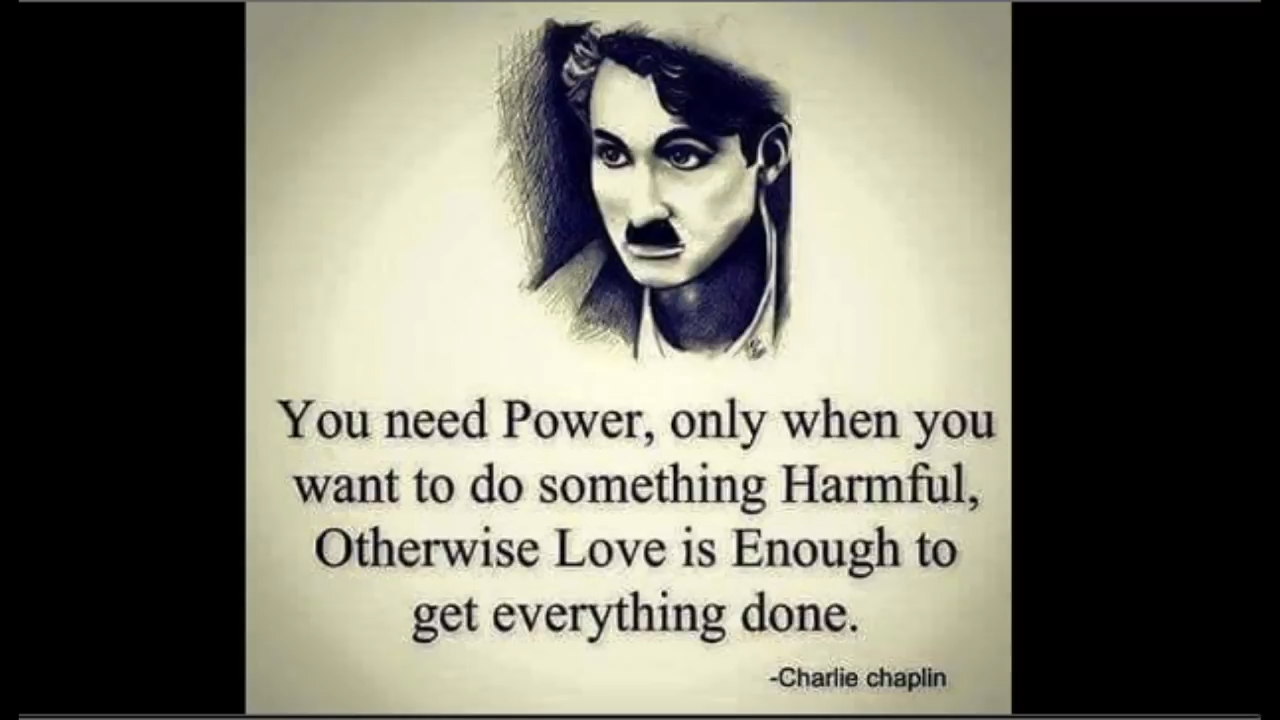 You need Power, only when you
want to do something Harmful,
Otherwise Love is Enough to
get everything done.
-Charlie chaplin